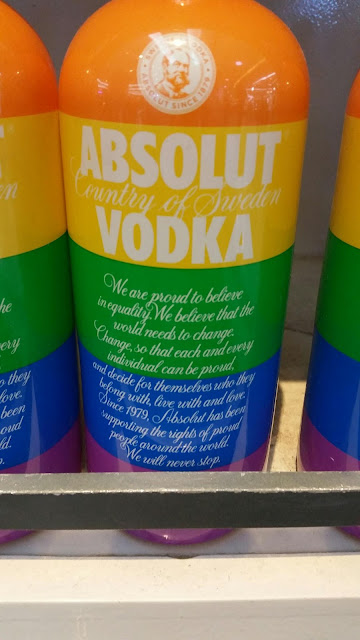 ABSOLUT
Country of Sweden
VODKA
We are proud to believe
in equality. We believe that the
world needs to change.
Change, so that each and every
individual can be proud,
and decide for themselves who they
belong with, live with and love.
Since 1979, Absolut has been
supporting the rights of proud
people around the world.
We will never stop.